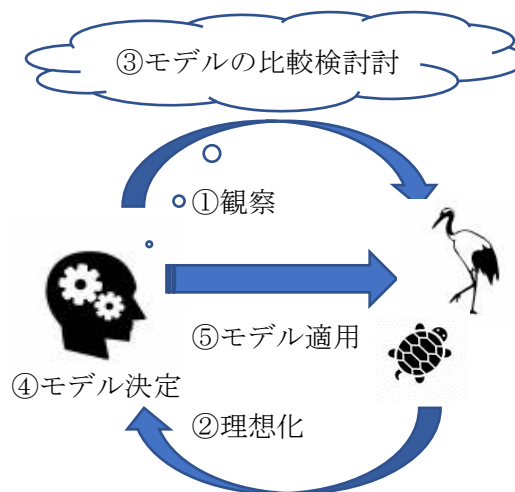 ③モデルの比較検討討
①観察
⑤モデル適用
④モデル決定
②理想化